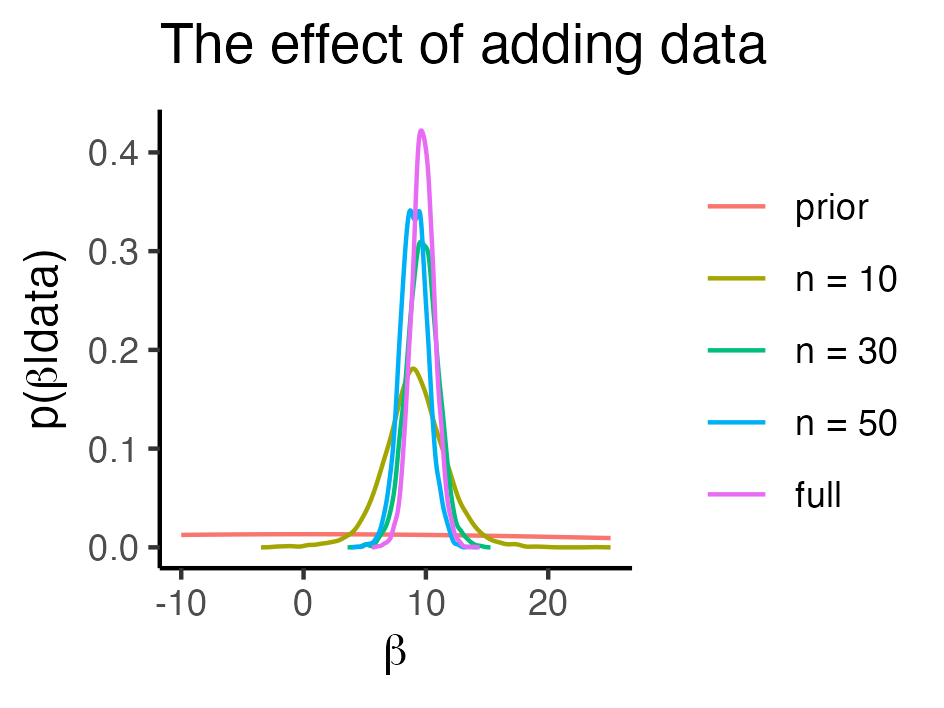 The effect of adding data
p(β|data)
0.4
0.3
0.2
0.1
0.0
-10 0 10 20
β
prior
n = 10
n = 30
n = 50
full